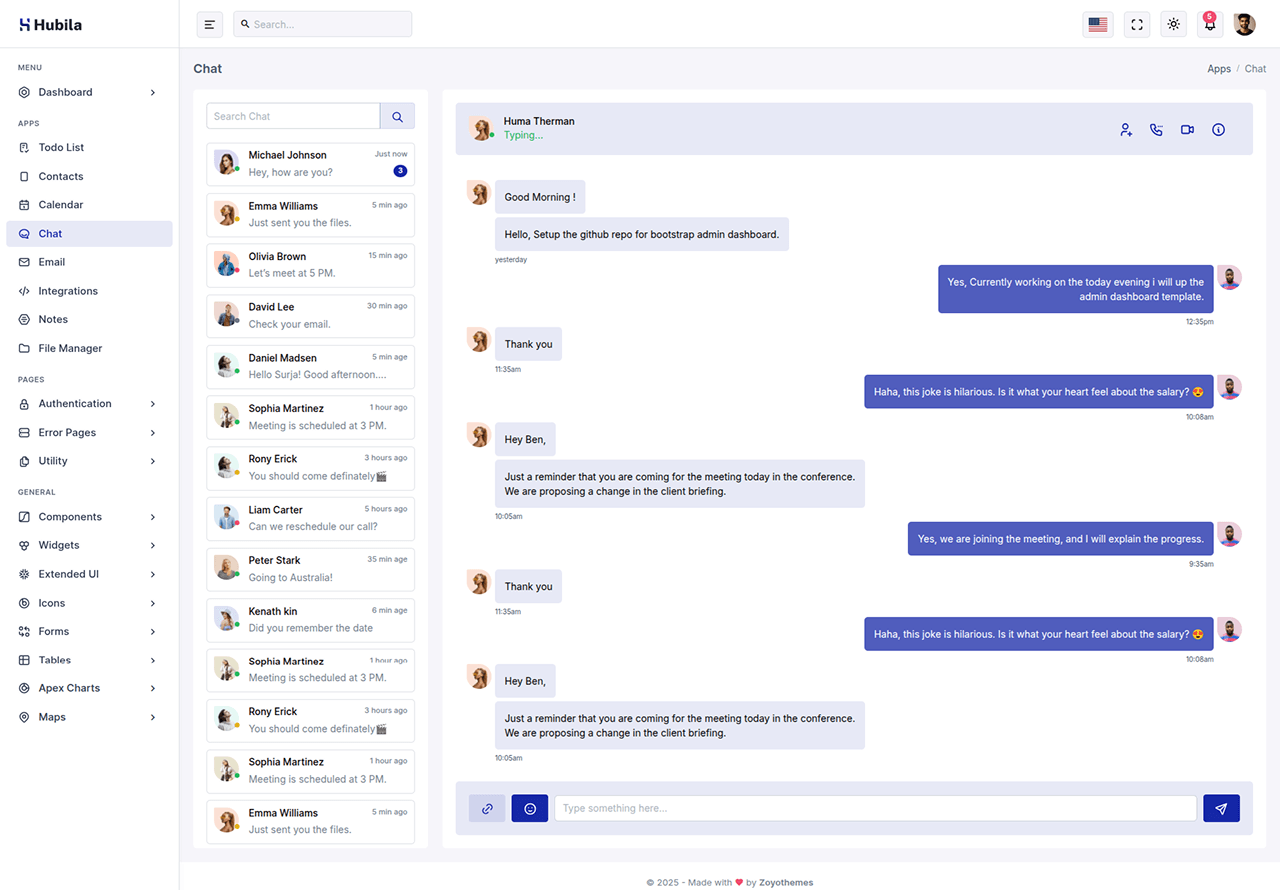 Hubila
Search...
5
MENU
Dashboard
APPS
Todo List
Contacts
Calendar
Chat
Email
Integrations
Notes
File Manager
PAGES
Authentication
Error Pages
Utility
GENERAL
Components
Widgets
Extended UI
Icons
Forms
Tables
Apex Charts
Maps
Chat
Apps / Chat
Search Chat
Michael Johnson Just now
Hey, how are you? 3
Emma Williams 5 min ago
Just sent you the files.
Olivia Brown 15 min ago
Let's meet at 5 PM.
David Lee 30 min ago
Check your email.
Daniel Madsen 5 min age
Hello Surja! Good afternoon....
Sophia Martinez 1 hour ago
Meeting is scheduled at 3 PM.
Rony Erick 3 hours ago
You should come definately🎬
Liam Carter 5 hours ago
Can we reschedule our call?
Peter Stark 35 min age
Going to Australia!
Kenath kin 6 min age
Did you remember the date
Sophia Martinez 1 hour ago
Meeting is scheduled at 3 PM.
Rony Erick 3 hours ago
You should come definately🎬
Sophia Martinez 1 hour ago
Meeting is scheduled at 3 PM.
Emma Williams 5 min ago
Just sent you the files.
Huma Therman
Typing...
Good Morning !
Hello, Setup the github repo for bootstrap admin dashboard.
yesterday
Yes, Currently working on the today evening i will up the
admin dashboard template.
12:35pm
Thank you
11:35am
Haha, this joke is hilarious. Is it what your heart feel about the salary? 😍
10:08am
Hey Ben,
Just a reminder that you are coming for the meeting today in the conference.
We are proposing a change in the client briefing.
10:05am
Yes, we are joining the meeting, and I will explain the progress.
9:35am
Thank you
11:35am
Haha, this joke is hilarious. Is it what your heart feel about the salary? 😍
10:08am
Hey Ben,
Just a reminder that you are coming for the meeting today in the conference.
We are proposing a change in the client briefing.
10:05am
Type something here...
© 2025 - Made with ❤ by Zoyothemes